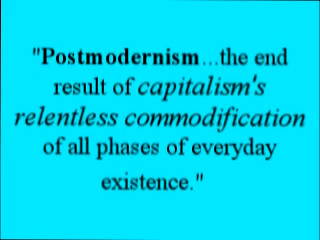 "Postmodernism...the end
result of capitalism's
relentless commodification
of all phases of everyday
existence."